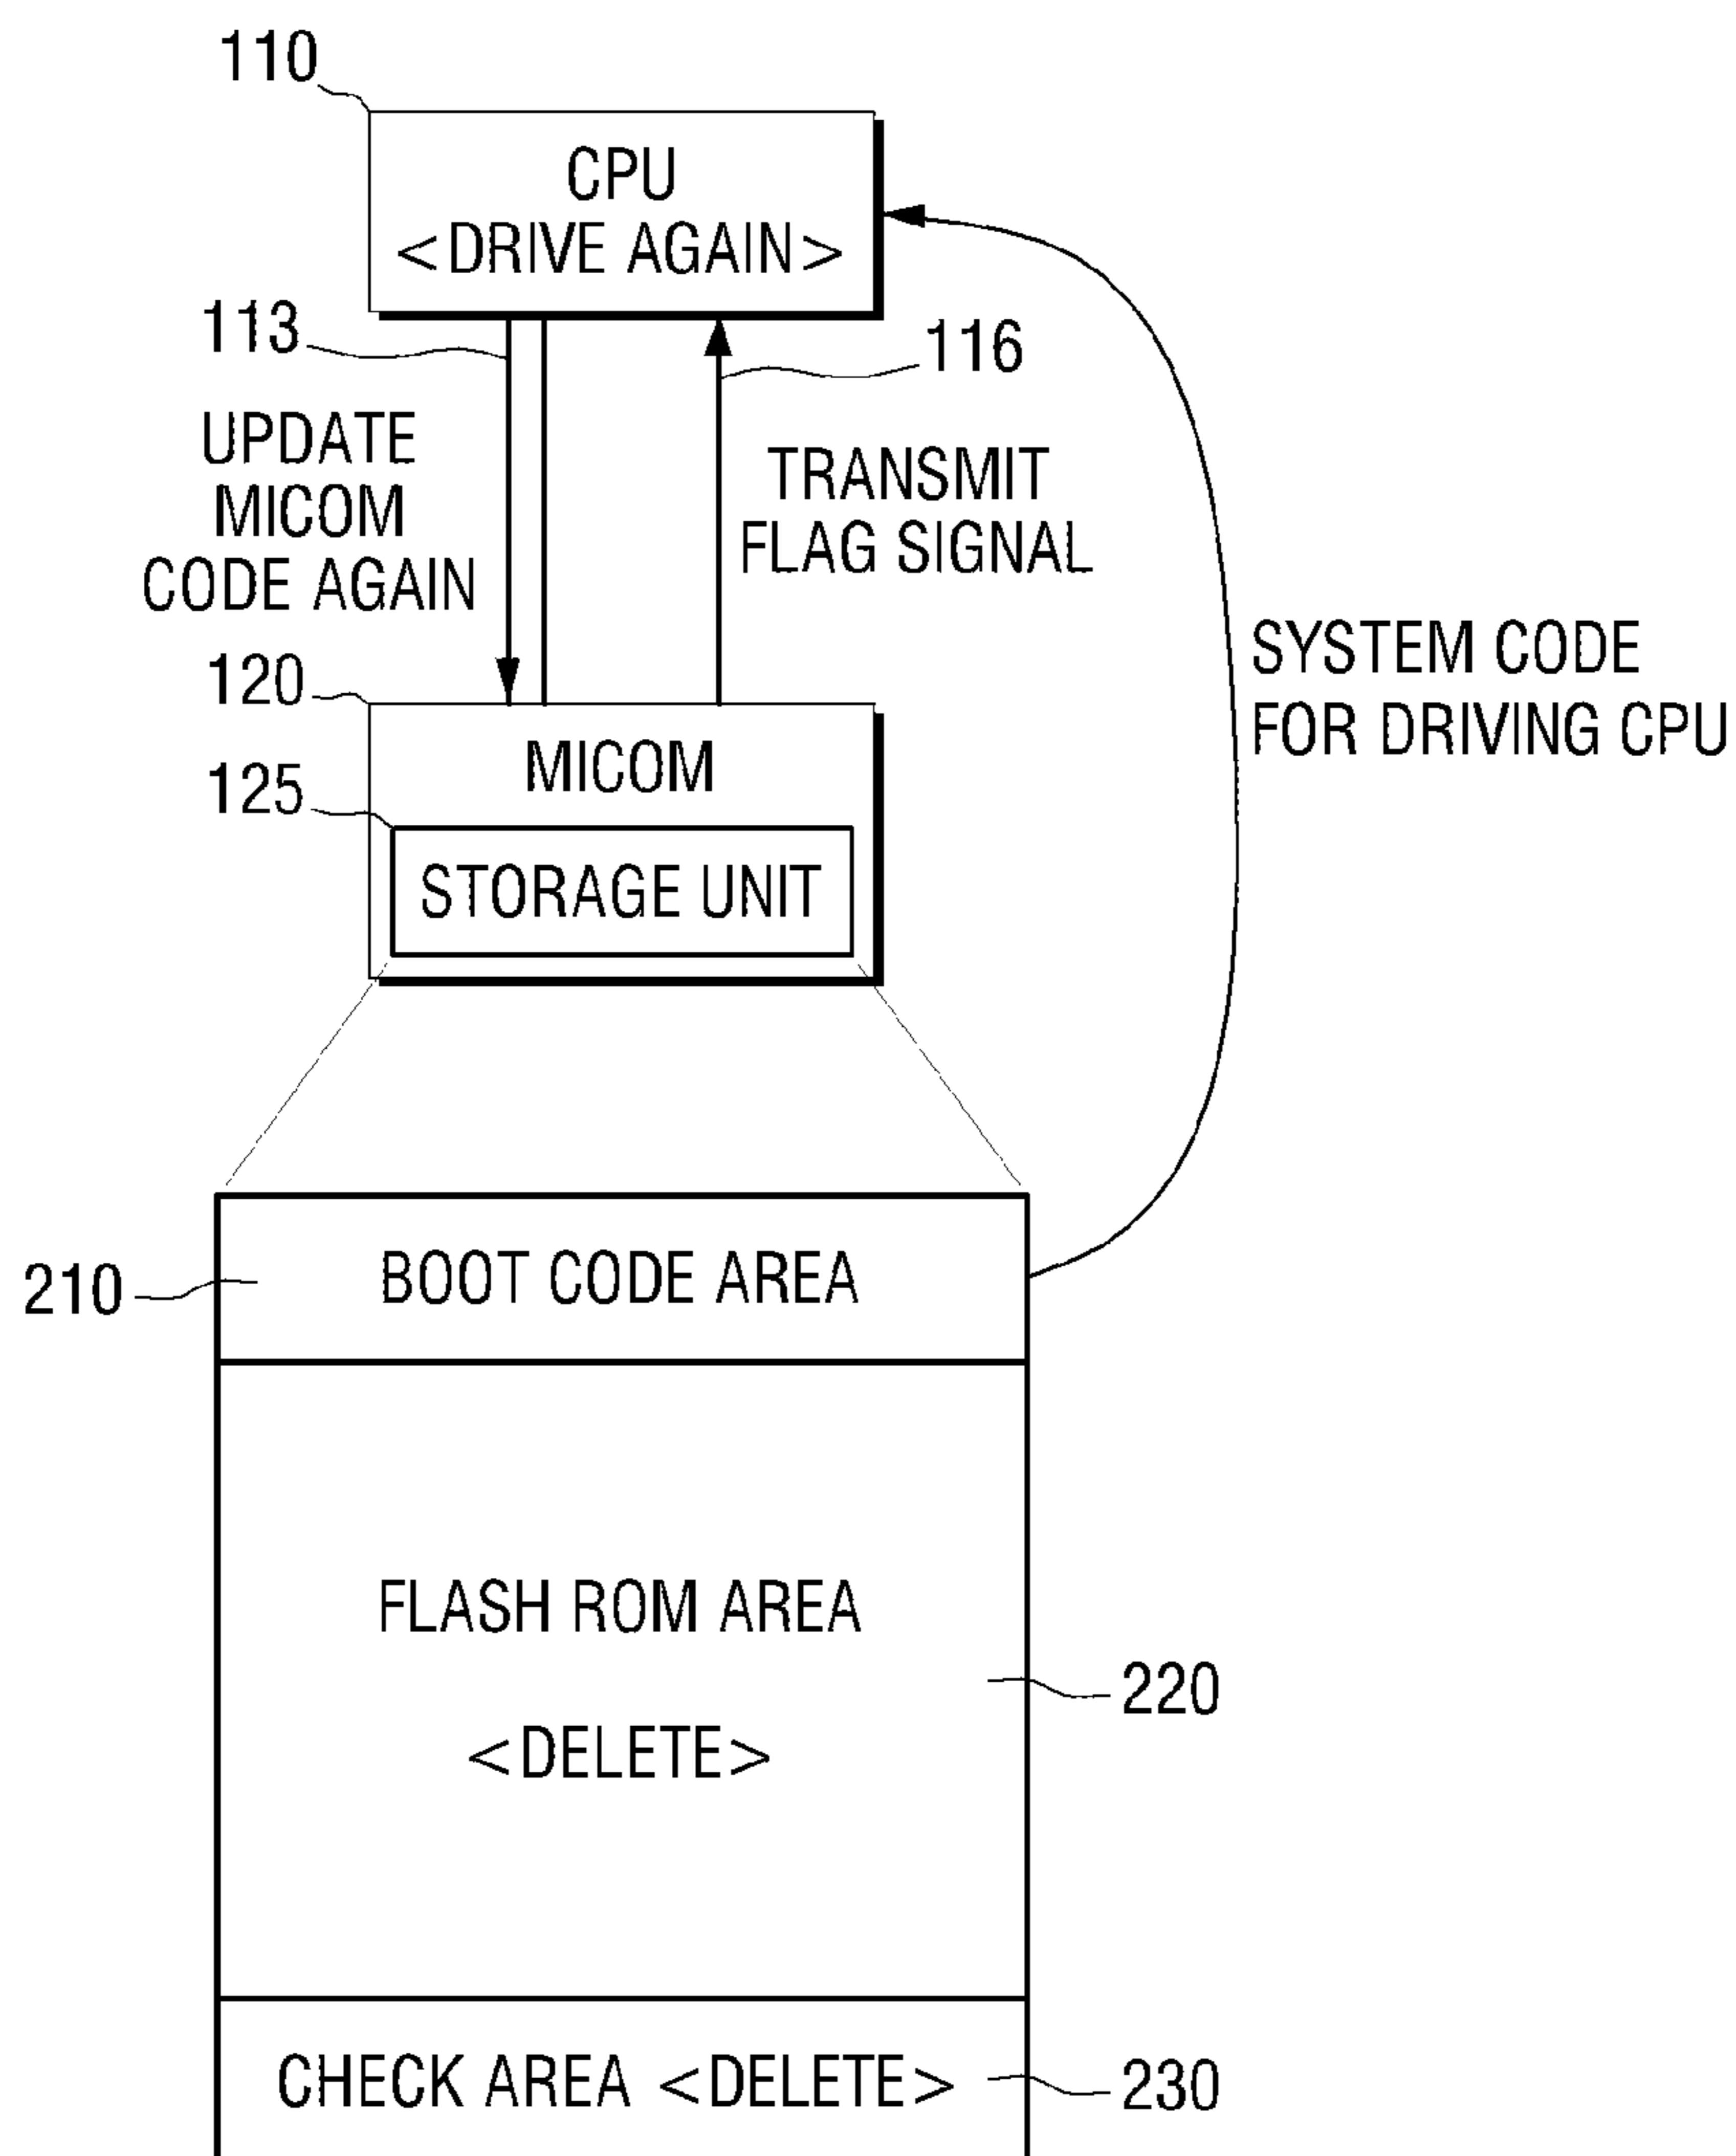 110
CPU
<DRIVE AGAIN>
113
116
UPDATE
MICOM
CODE AGAIN
TRANSMIT
FLAG SIGNAL
SYSTEM CODE
FOR DRIVING CPU
120
MICOM
125
STORAGE UNIT
210
BOOT CODE AREA
FLASH ROM AREA
220
<DELETE>
CHECK AREA <DELETE>
230